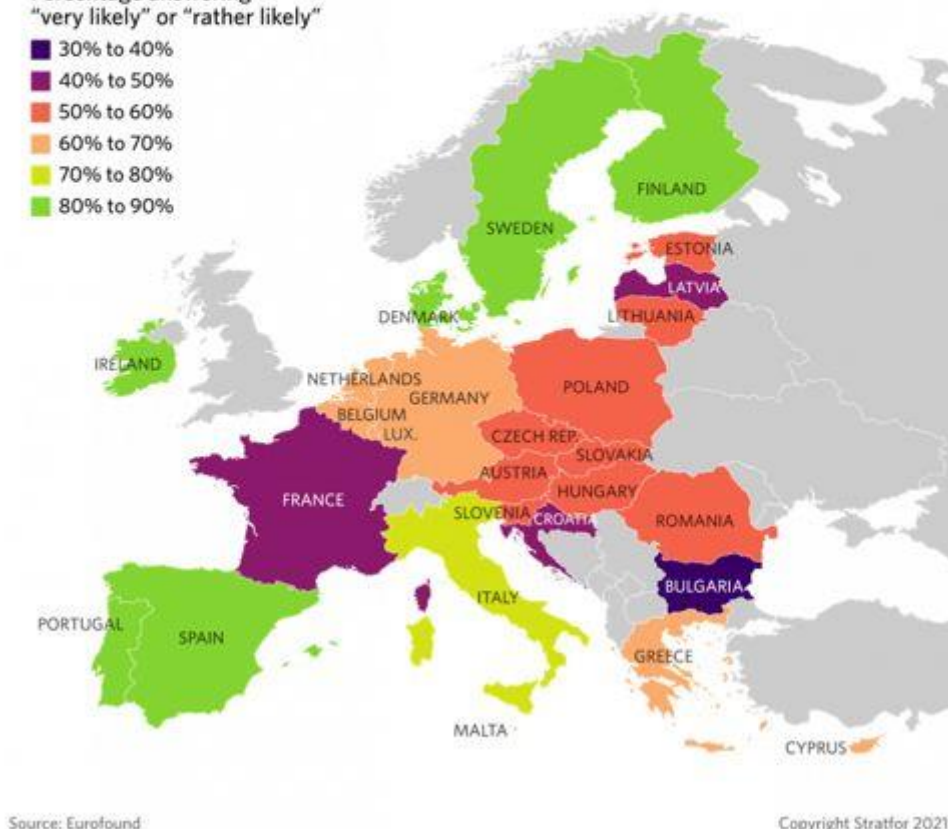 "very likely" or "rather likely"
30% to 40%
40% to 50%
50% to 60%
60% to 70%
70% to 80%
80% to 90%
FINLAND
SWEDEN
ESTONIA
LATVIA
DENMARK
LITHUANIA
IRELAND
NETHERLANDS
POLAND
GERMANY
BELGIUM
LUX.
CZECH REP.
SLOVAKIA
AUSTRIA
HUNGARY
FRANCE
SLOVENIA
CROATIA
ROMANIA
BULGARIA
ITALY
PORTUGAL
SPAIN
GREECE
MALTA
CYPRUS
Source: Eurofound
Copyright Stratfor 2021